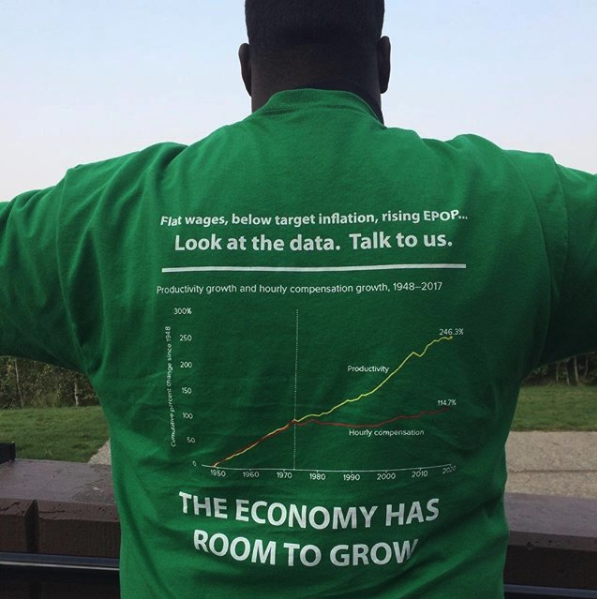 Flat wages, below target inflation, rising EPOP...
Look at the data. Talk to us.
Productivity growth and hourly compensation growth, 1948–2017
Cumulative percent change since 1948
300%
250
200
150
100
50
0
246.3%
Productivity
114.7%
Hourly compensation
1950 1960 1970 1980 1990 2000 2010 2020
THE ECONOMY HAS
ROOM TO GROW